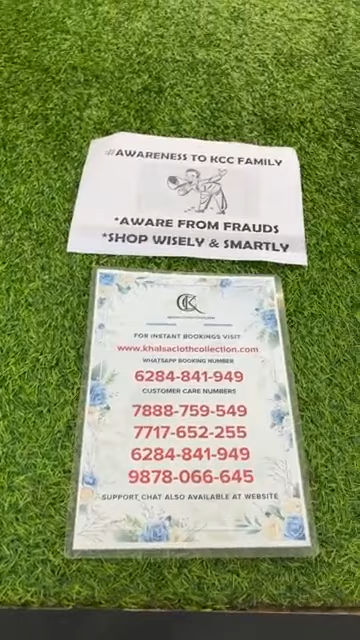 #AWARENESS TO KCC FAMILY
*AWARE FROM FRAUDS
*SHOP WISELY & SMARTLY
FOR INSTANT BOOKINGS VISIT
www.khalsaclothcollection.com
WHATSAPP BOOKING NUMBER
6284-841-949
CUSTOMER CARE NUMBERS
7888-759-549
7717-652-255
6284-841-949
9878-066-645
SUPPORT CHAT ALSO AVAILABLE AT WEBSITE